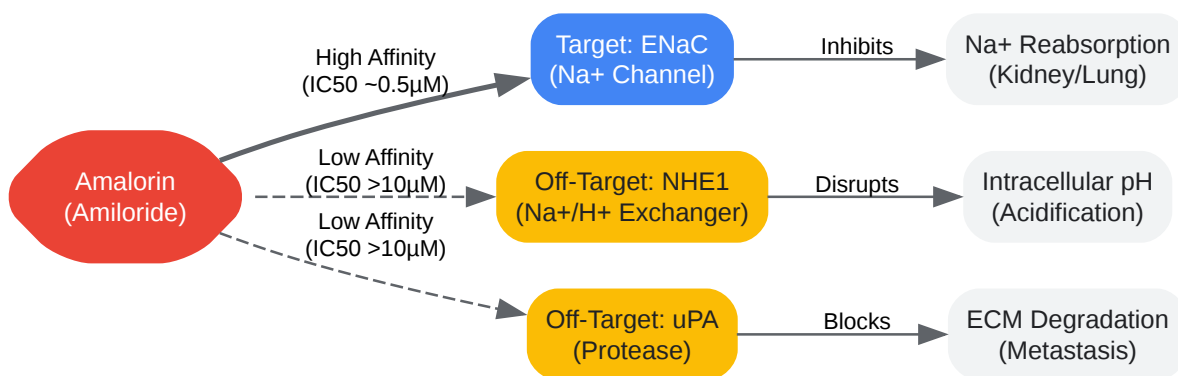 High Affinity
(IC50 ~0.5µM)
Target: ENaC
(Na+ Channel)
Inhibits
Na+ Reabsorption
(Kidney/Lung)
Amalorin
(Amiloride)
Low Affinity
(IC50 >10µM)
Off-Target: NHE1
(Na+/H+ Exchanger)
Disrupts
Intracellular pH
(Acidification)
Low Affinity
(IC50 >10µM)
Off-Target: uPA
(Protease)
Blocks
ECM Degradation
(Metastasis)